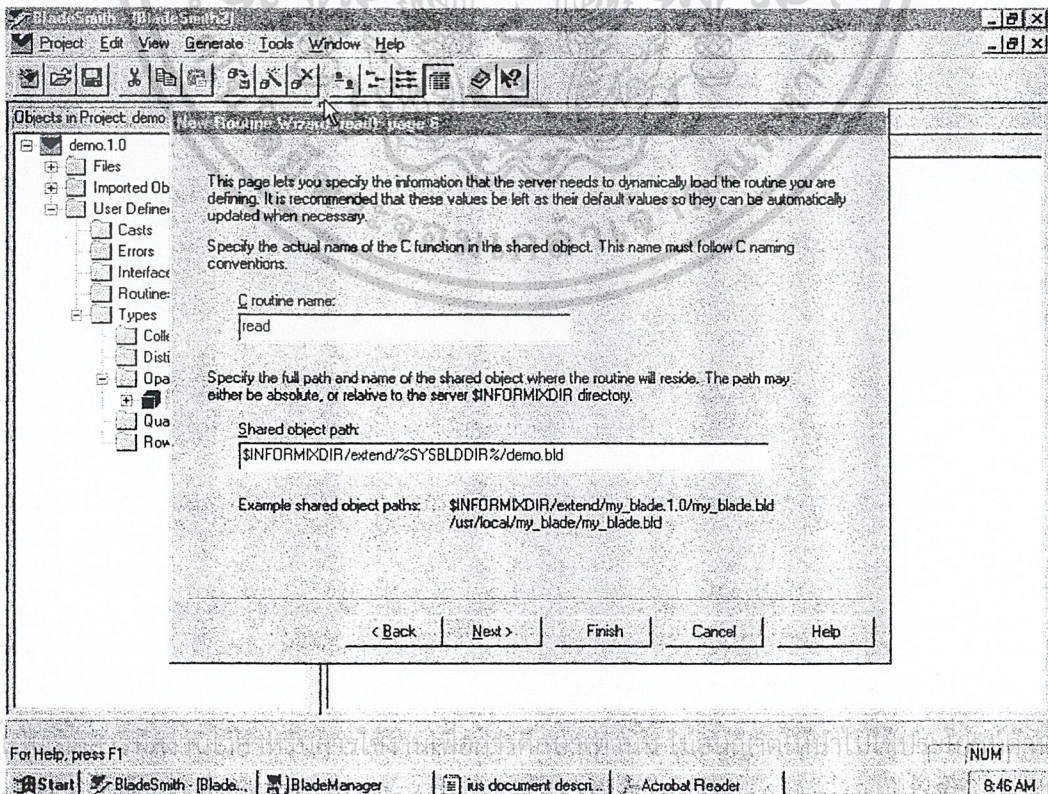 BladeSmith - [BladeSmith2]
Project Edit View Generate Tools Window Help
Objects in Project: demo
New Routine Wizard: read), page 6
demo.1.0
Files
Imported Ob
User Define
Casts
Errors
Interface
Routine
Types
Colle
Disti
Opa
Qua
Row
This page lets you specify the information that the server needs to dynamically load the routine you are
defining. It is recommended that these values be left as their default values so they can be automatically
updated when necessary.
Specify the actual name of the C function in the shared object. This name must follow C naming
conventions.
C routine name:
read
Specify the full path and name of the shared object where the routine will reside. The path may
either be absolute, or relative to the server $INFORMIXDIR directory.
Shared object path:
$INFORMIXDIR/extend/%SYSBLDDIR%/demo.bld
Example shared object paths: $INFORMIXDIR/extend/my_blade.1.0/my_blade.bld
/usr/local/my_blade/my_blade.bld
< Back Next > Finish Cancel Help
For Help, press F1 NUM
Start BladeSmith - [Blade... BladeManager ius document descri... Acrobat Reader 8:46 AM